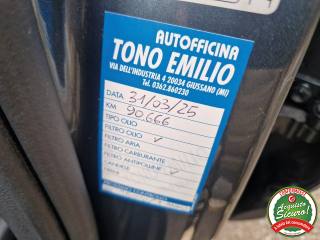 AUTOFFICINA
TONO EMILIO
VIA DELL'INDUSTRIA 4 20034 GIUSSANO (MI)
Tel. 0362.860230
DATA 31/03/25
KM 90.666
TIPO OLIO
FILTRO OLIO ✓
FILTRO ARIA
FILTRO CARBURANTE
FILTRO ANTIPOLLINE ✓
CANDELE
Acquisto
Sicuro!